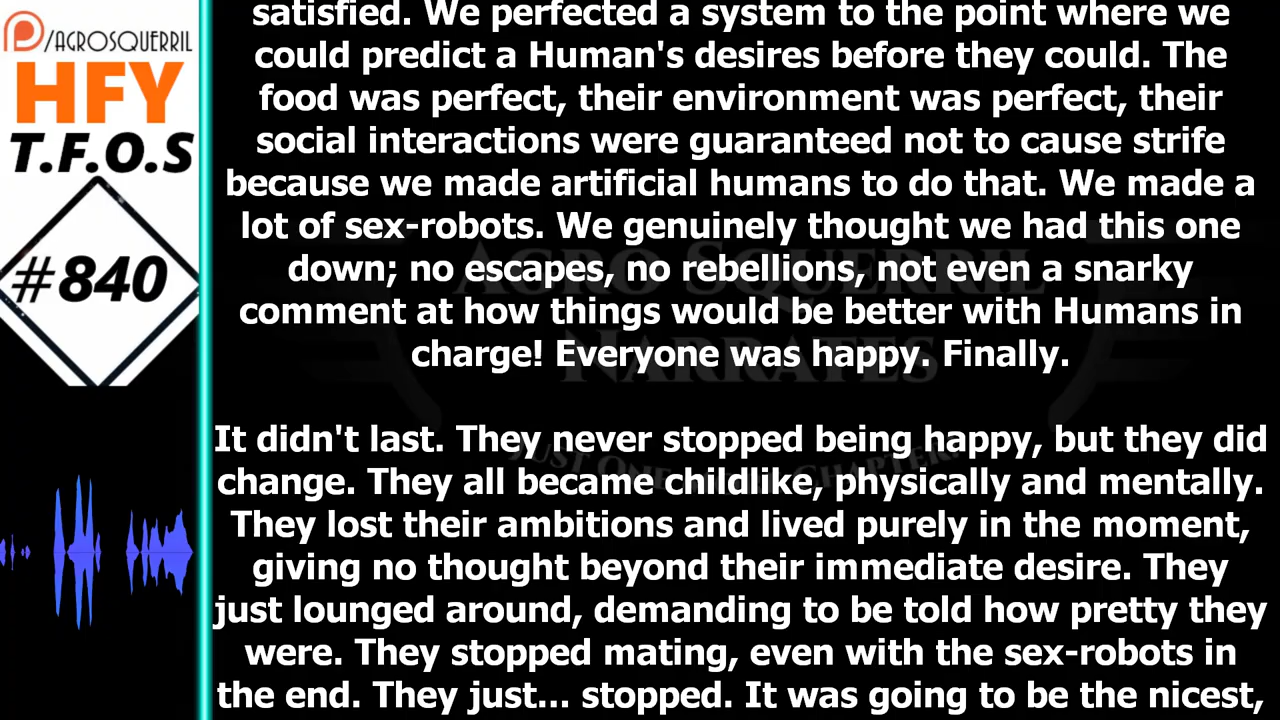 /AGROSQUERRIL
HFY
T.F.O.S
#840
satisfied. We perfected a system to the point where we
could predict a Human's desires before they could. The
food was perfect, their environment was perfect, their
social interactions were guaranteed not to cause strife
because we made artificial humans to do that. We made a
lot of sex-robots. We genuinely thought we had this one
down; no escapes, no rebellions, not even a snarky
comment at how things would be better with Humans in
charge! Everyone was happy. Finally.
It didn't last. They never stopped being happy, but they did
change. They all became childlike, physically and mentally.
They lost their ambitions and lived purely in the moment,
giving no thought beyond their immediate desire. They
just lounged around, demanding to be told how pretty they
were. They stopped mating, even with the sex-robots in
the end. They just... stopped. It was going to be the nicest,
AGRO SQUERRIL
NARRATES
JUST ONE CHAPTER